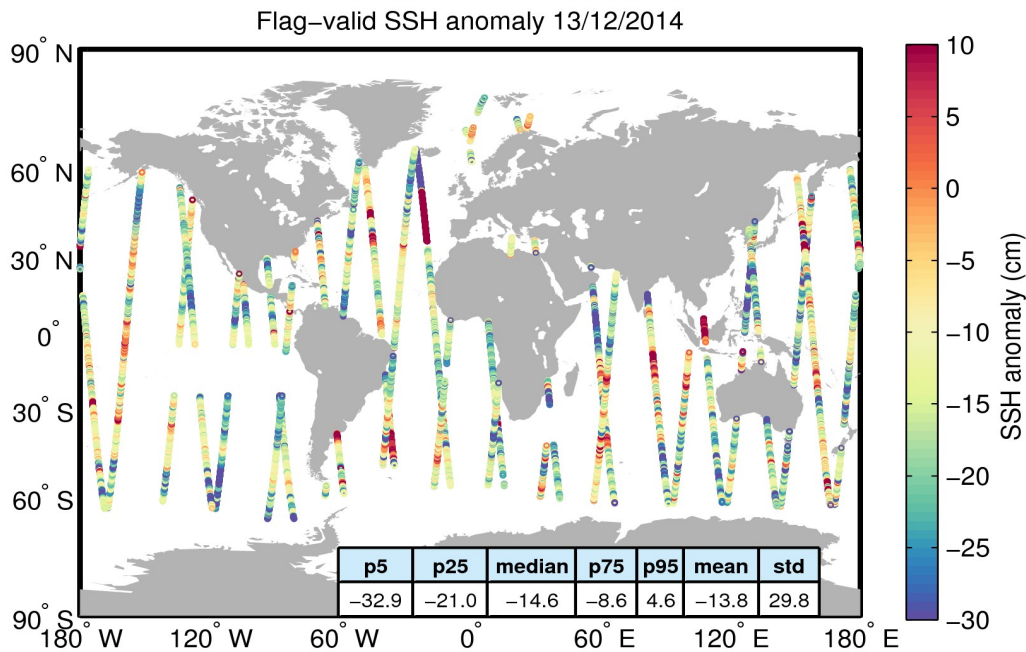 Flag−valid SSH anomaly 13/12/2014
90° N
60° N
30° N
0°
30° S
60° S
90° S
180° W
120° W
60° W
0°
60° E
120° E
180° E
p5 p25 median p75 p95 mean std
−32.9 −21.0 −14.6 −8.6 4.6 −13.8 29.8
10
5
0
−5
−10
−15
−20
−25
−30
SSH anomaly (cm)